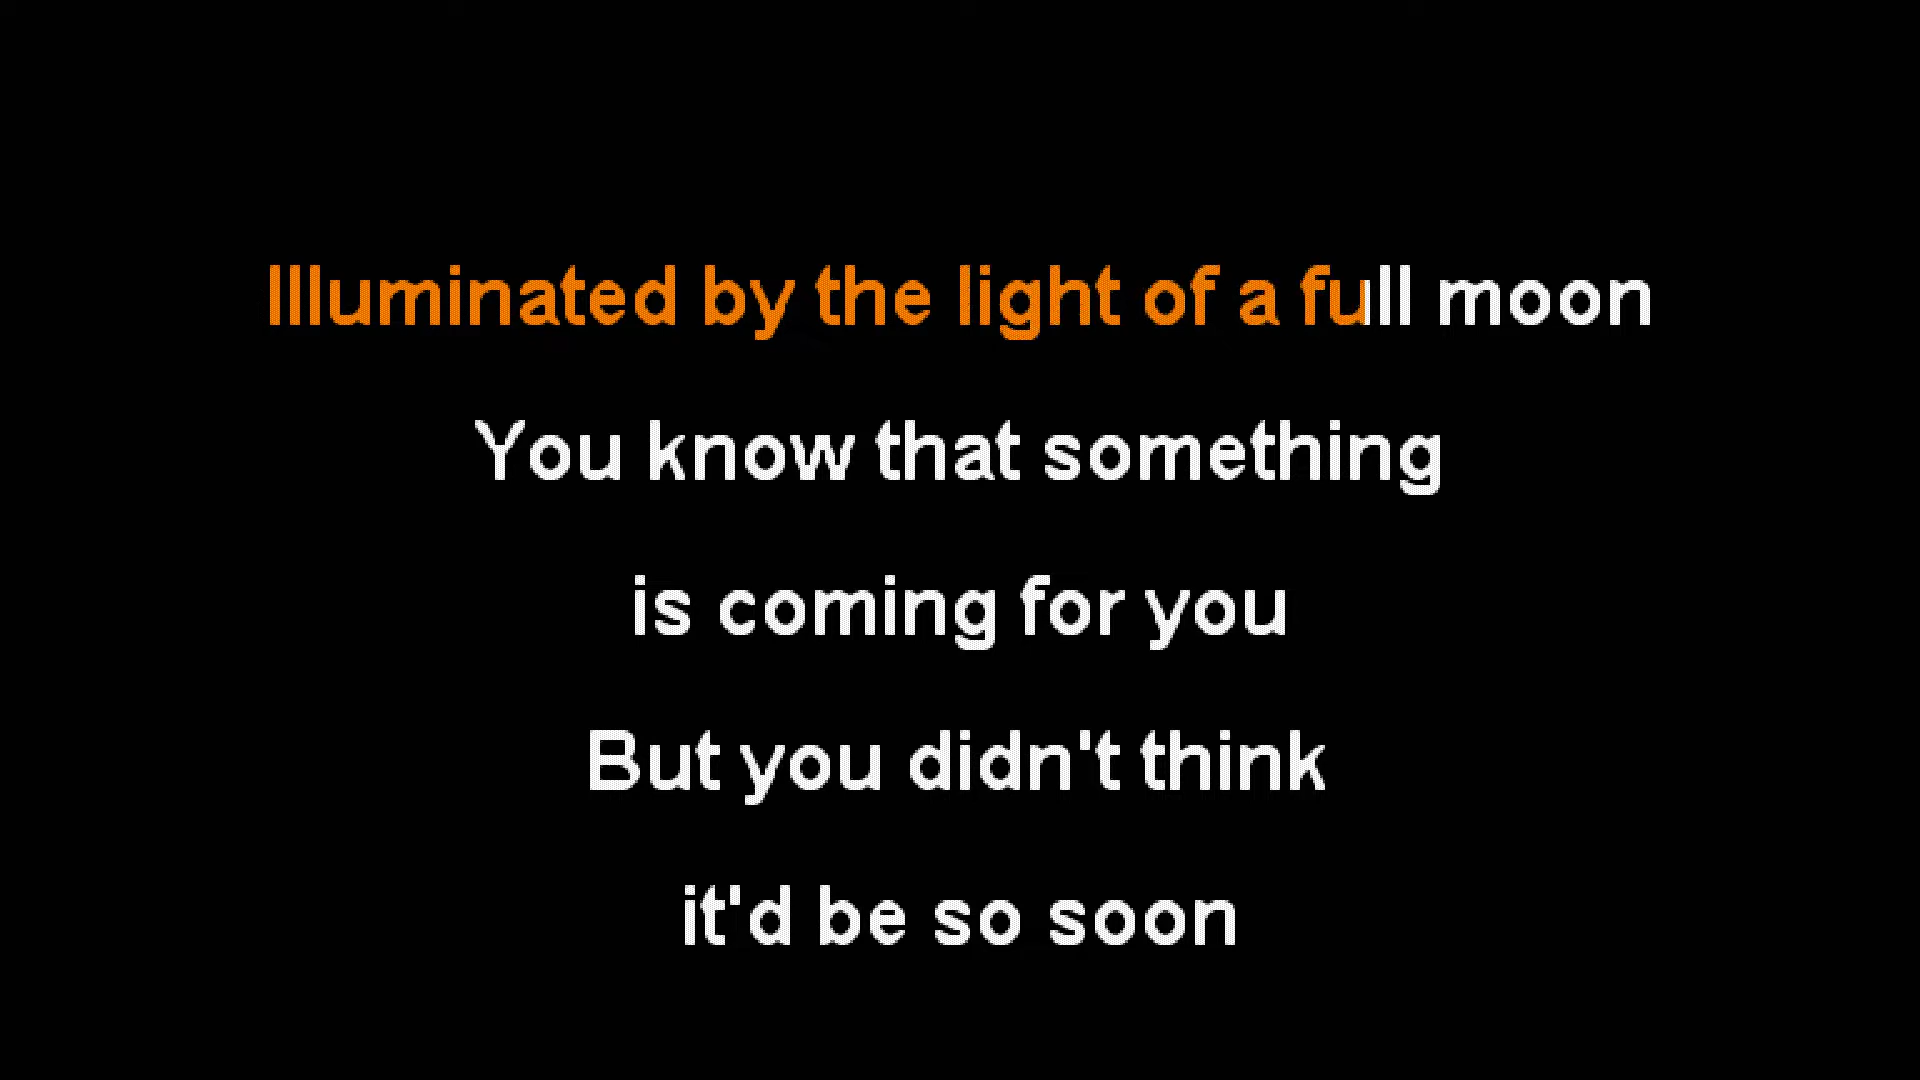 Illuminated by the light of a full moon
You know that something
is coming for you
But you didn't think
it'd be so soon